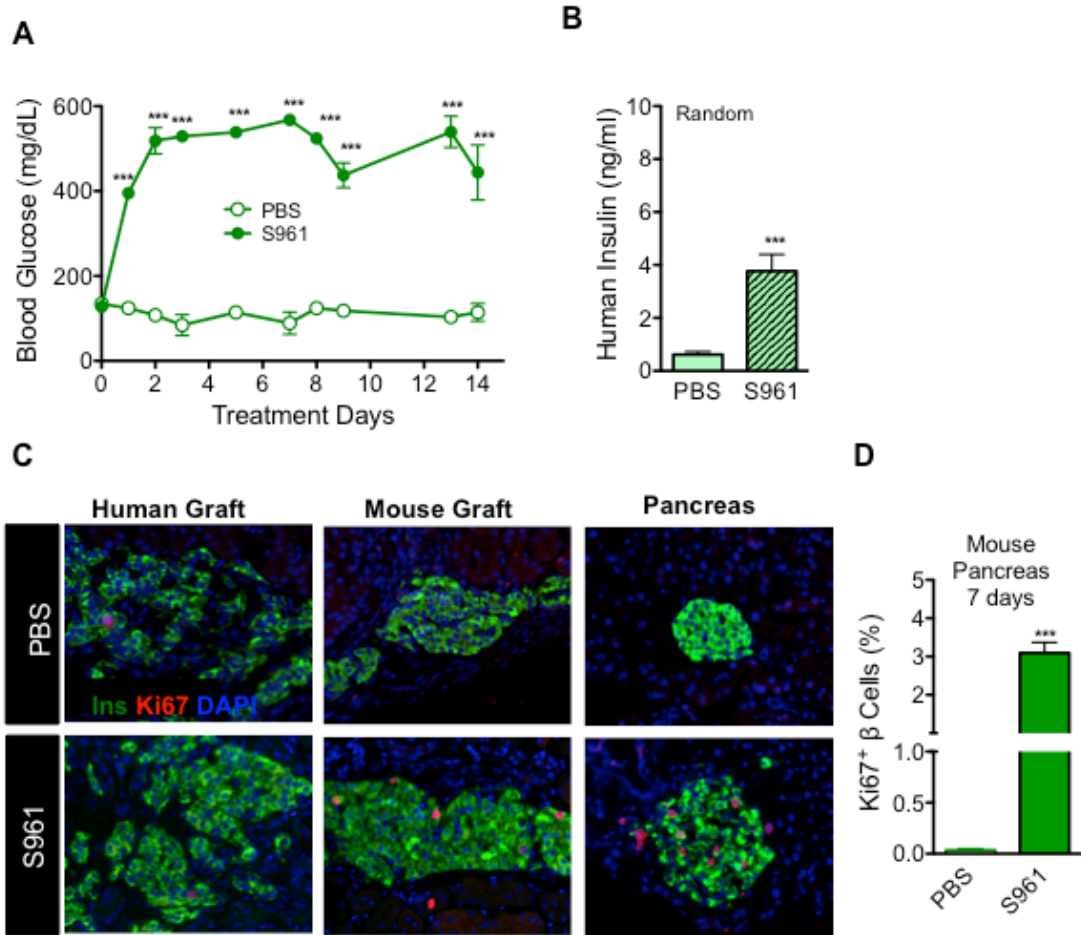 A
Blood Glucose (mg/dL)
600
400
200
0
*** *** *** *** *** *** *** *** ***
PBS
S961
0 2 4 6 8 10 12 14
Treatment Days
B
Human Insulin (ng/ml)
10
8
6
4
2
0
Random
***
PBS S961
C
Human Graft Mouse Graft Pancreas
PBS
Ins Ki67 DAPI
S961
D
Mouse
Pancreas
7 days
Ki67+ β Cells (%)
5
4
3
2
1.0
0.5
0.0
***
PBS S961